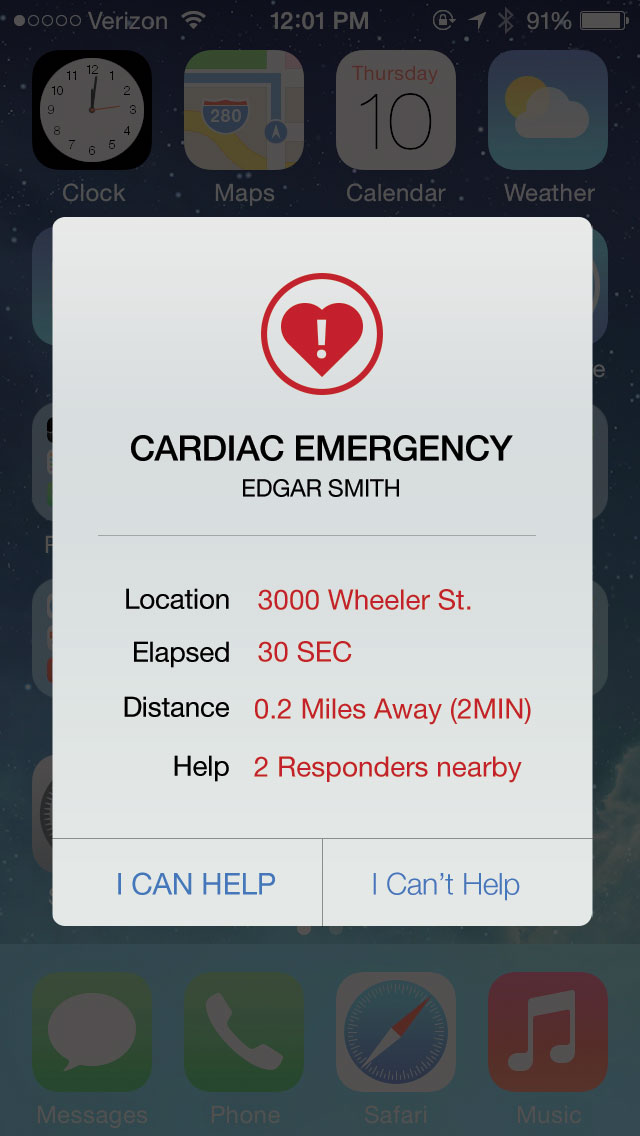 Verizon 12:01 PM 91%
12
11 1
10 2
9 3
8 4
7 5
6
280
Thursday
10
Clock Maps Calendar Weather
!
CARDIAC EMERGENCY
EDGAR SMITH
Location 3000 Wheeler St.
Elapsed 30 SEC
Distance 0.2 Miles Away (2MIN)
Help 2 Responders nearby
I CAN HELP I Can't Help
Messages Phone Safari Music